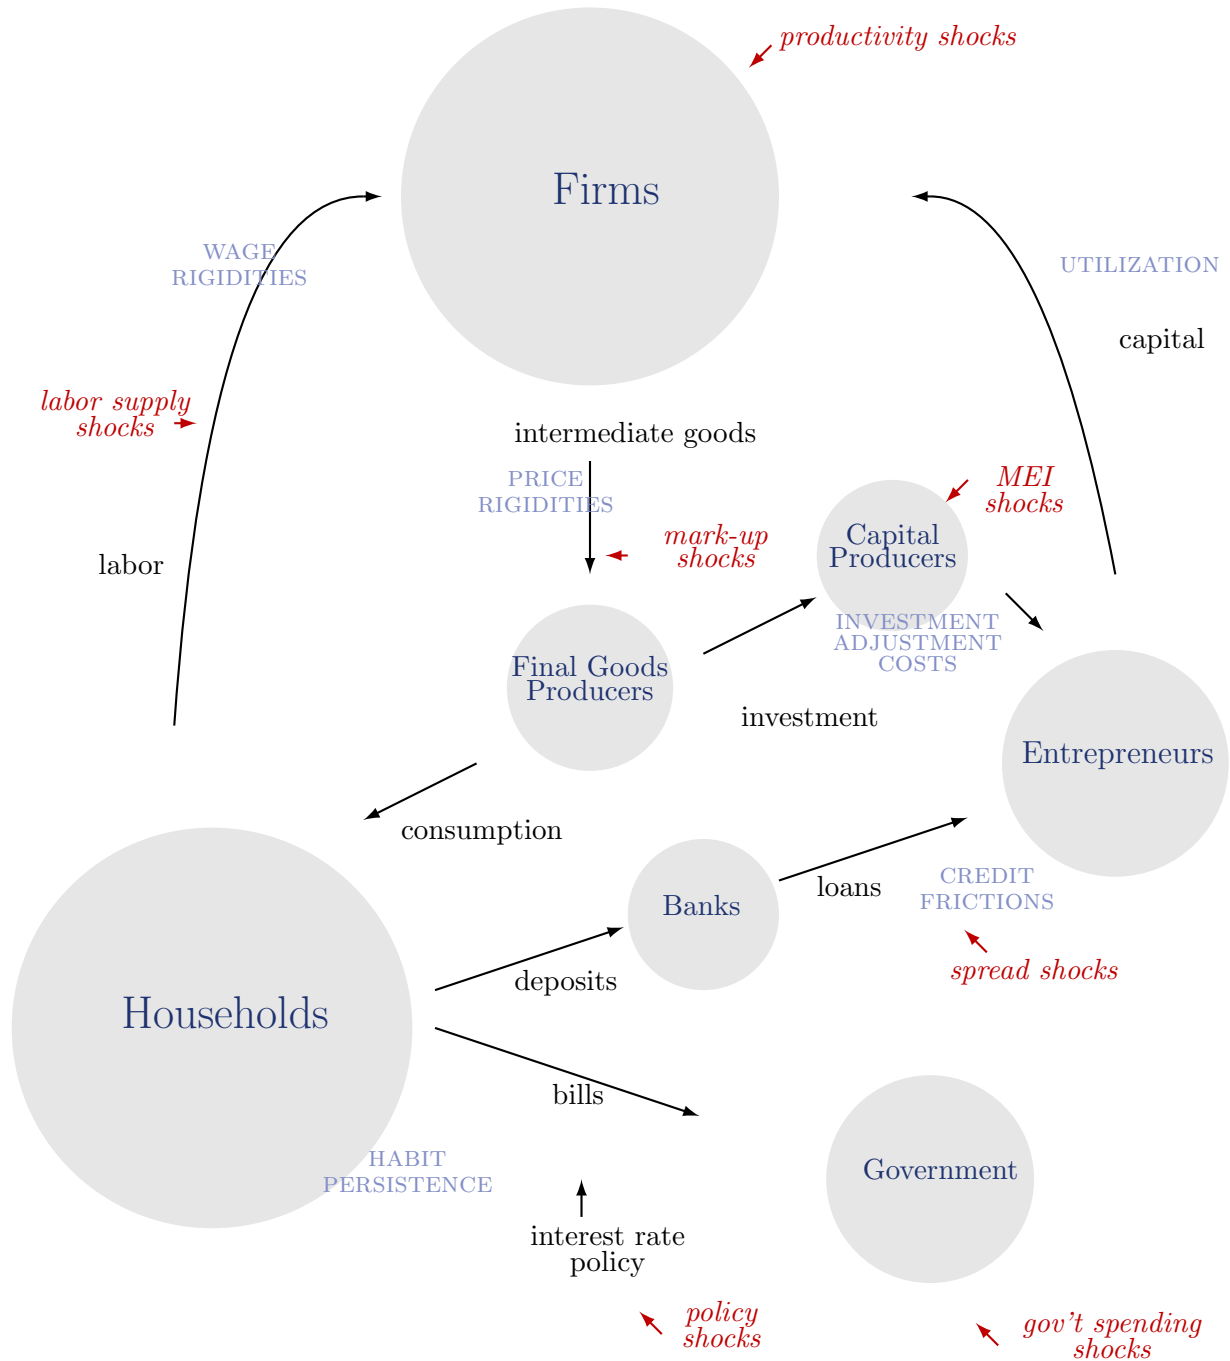 productivity shocks
Firms
WAGE
RIGIDITIES
UTILIZATION
capital
labor supply
shocks
intermediate goods
PRICE
RIGIDITIES
MEI
shocks
mark-up
shocks
Capital
Producers
labor
INVESTMENT
ADJUSTMENT
COSTS
Final Goods
Producers
investment
Entrepreneurs
consumption
Banks
loans
CREDIT
FRICTIONS
deposits
spread shocks
Households
bills
HABIT
PERSISTENCE
Government
interest rate
policy
policy
shocks
gov't spending
shocks